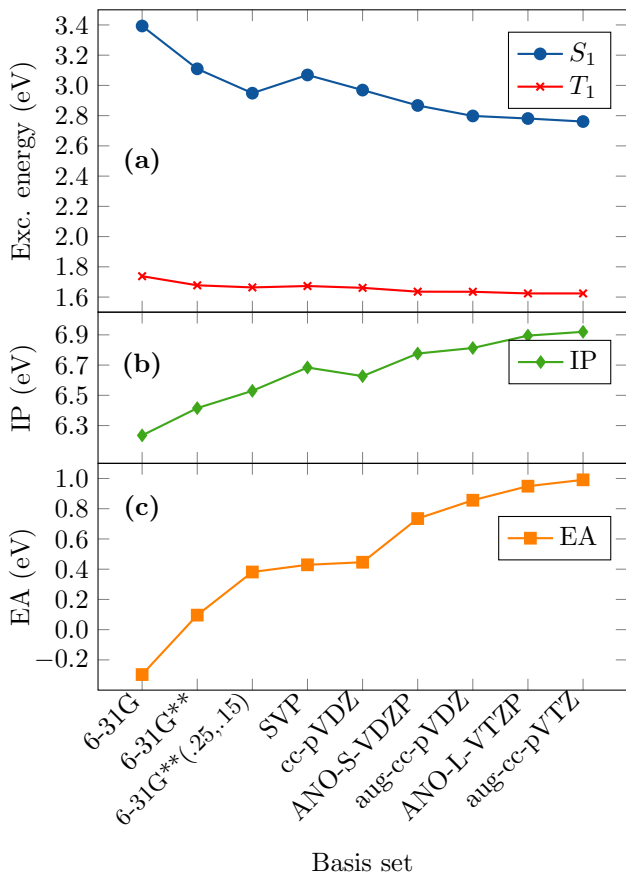 3.4
3.2
3.0
2.8
2.6
2.4
2.2
2.0
1.8
1.6
Exc. energy (eV)
(a)
S1
T1
6.9
6.7
6.5
6.3
IP (eV)
(b)
IP
1.0
0.8
0.6
0.4
0.2
0.0
−0.2
EA (eV)
(c)
EA
6-31G
6-31G**
6-31G**(.25,.15)
SVP
cc-pVDZ
ANO-S-VDZP
aug-cc-pVDZ
ANO-L-VTZP
aug-cc-pVTZ
Basis set